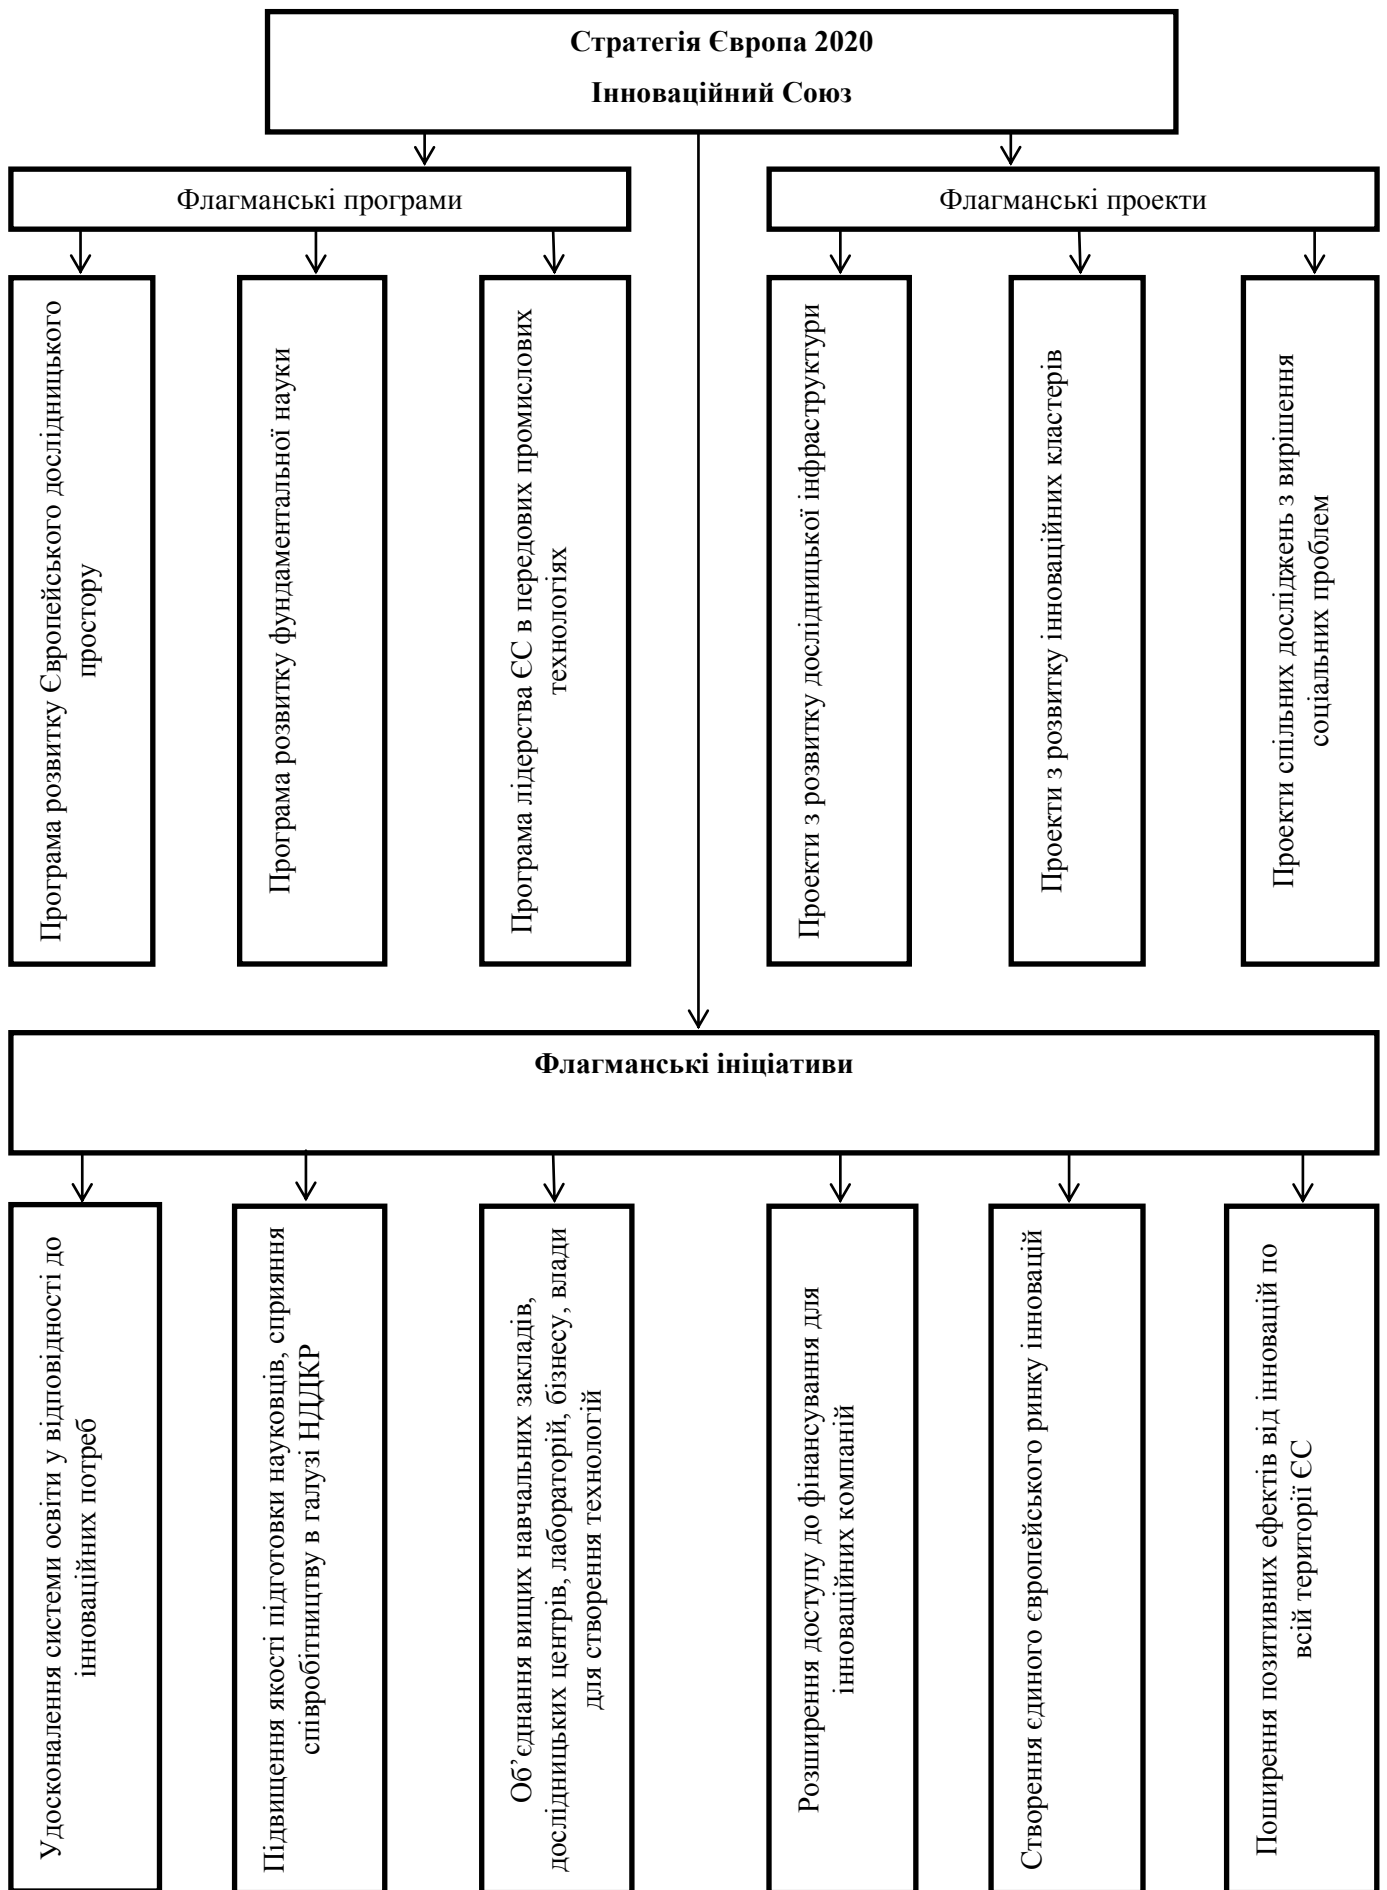 Стратегія Європа 2020
Інноваційний Союз
Флагманські програми
Флагманські проекти
Програма розвитку Європейського дослідницького
простору
Програма розвитку фундаментальної науки
Програма лідерства ЄС в передових промислових
технологіях
Проекти з розвитку дослідницької інфраструктури
Проекти з розвитку інноваційних кластерів
Проекти спільних досліджень з вирішення
соціальних проблем
Флагманські ініціативи
Удосконалення системи освіти у відповідності до
інноваційних потреб
Підвищення якості підготовки науковців, сприяння
співробітництву в галузі НДДКР
Об’єднання вищих навчальних закладів,
дослідницьких центрів, лабораторій, бізнесу, влади
для створення технологій
Розширення доступу до фінансування для
інноваційних компаній
Створення єдиного європейського ринку інновацій
Поширення позитивних ефектів від інновацій по
всій території ЄС